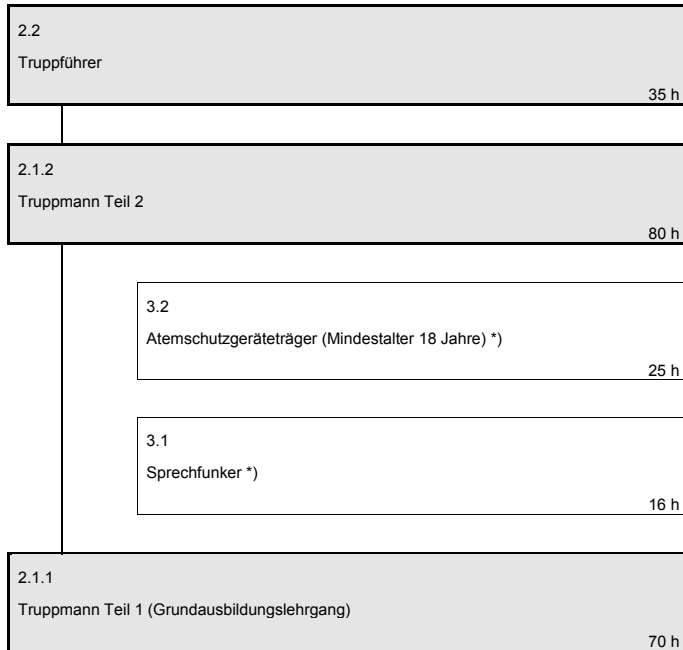 2.2
Truppführer
35 h
2.1.2
Truppmann Teil 2
80 h
3.2
Atemschutzgeräteträger (Mindestalter 18 Jahre) *)
25 h
3.1
Sprechfunker *)
16 h
2.1.1
Truppmann Teil 1 (Grundausbildungslehrgang)
70 h